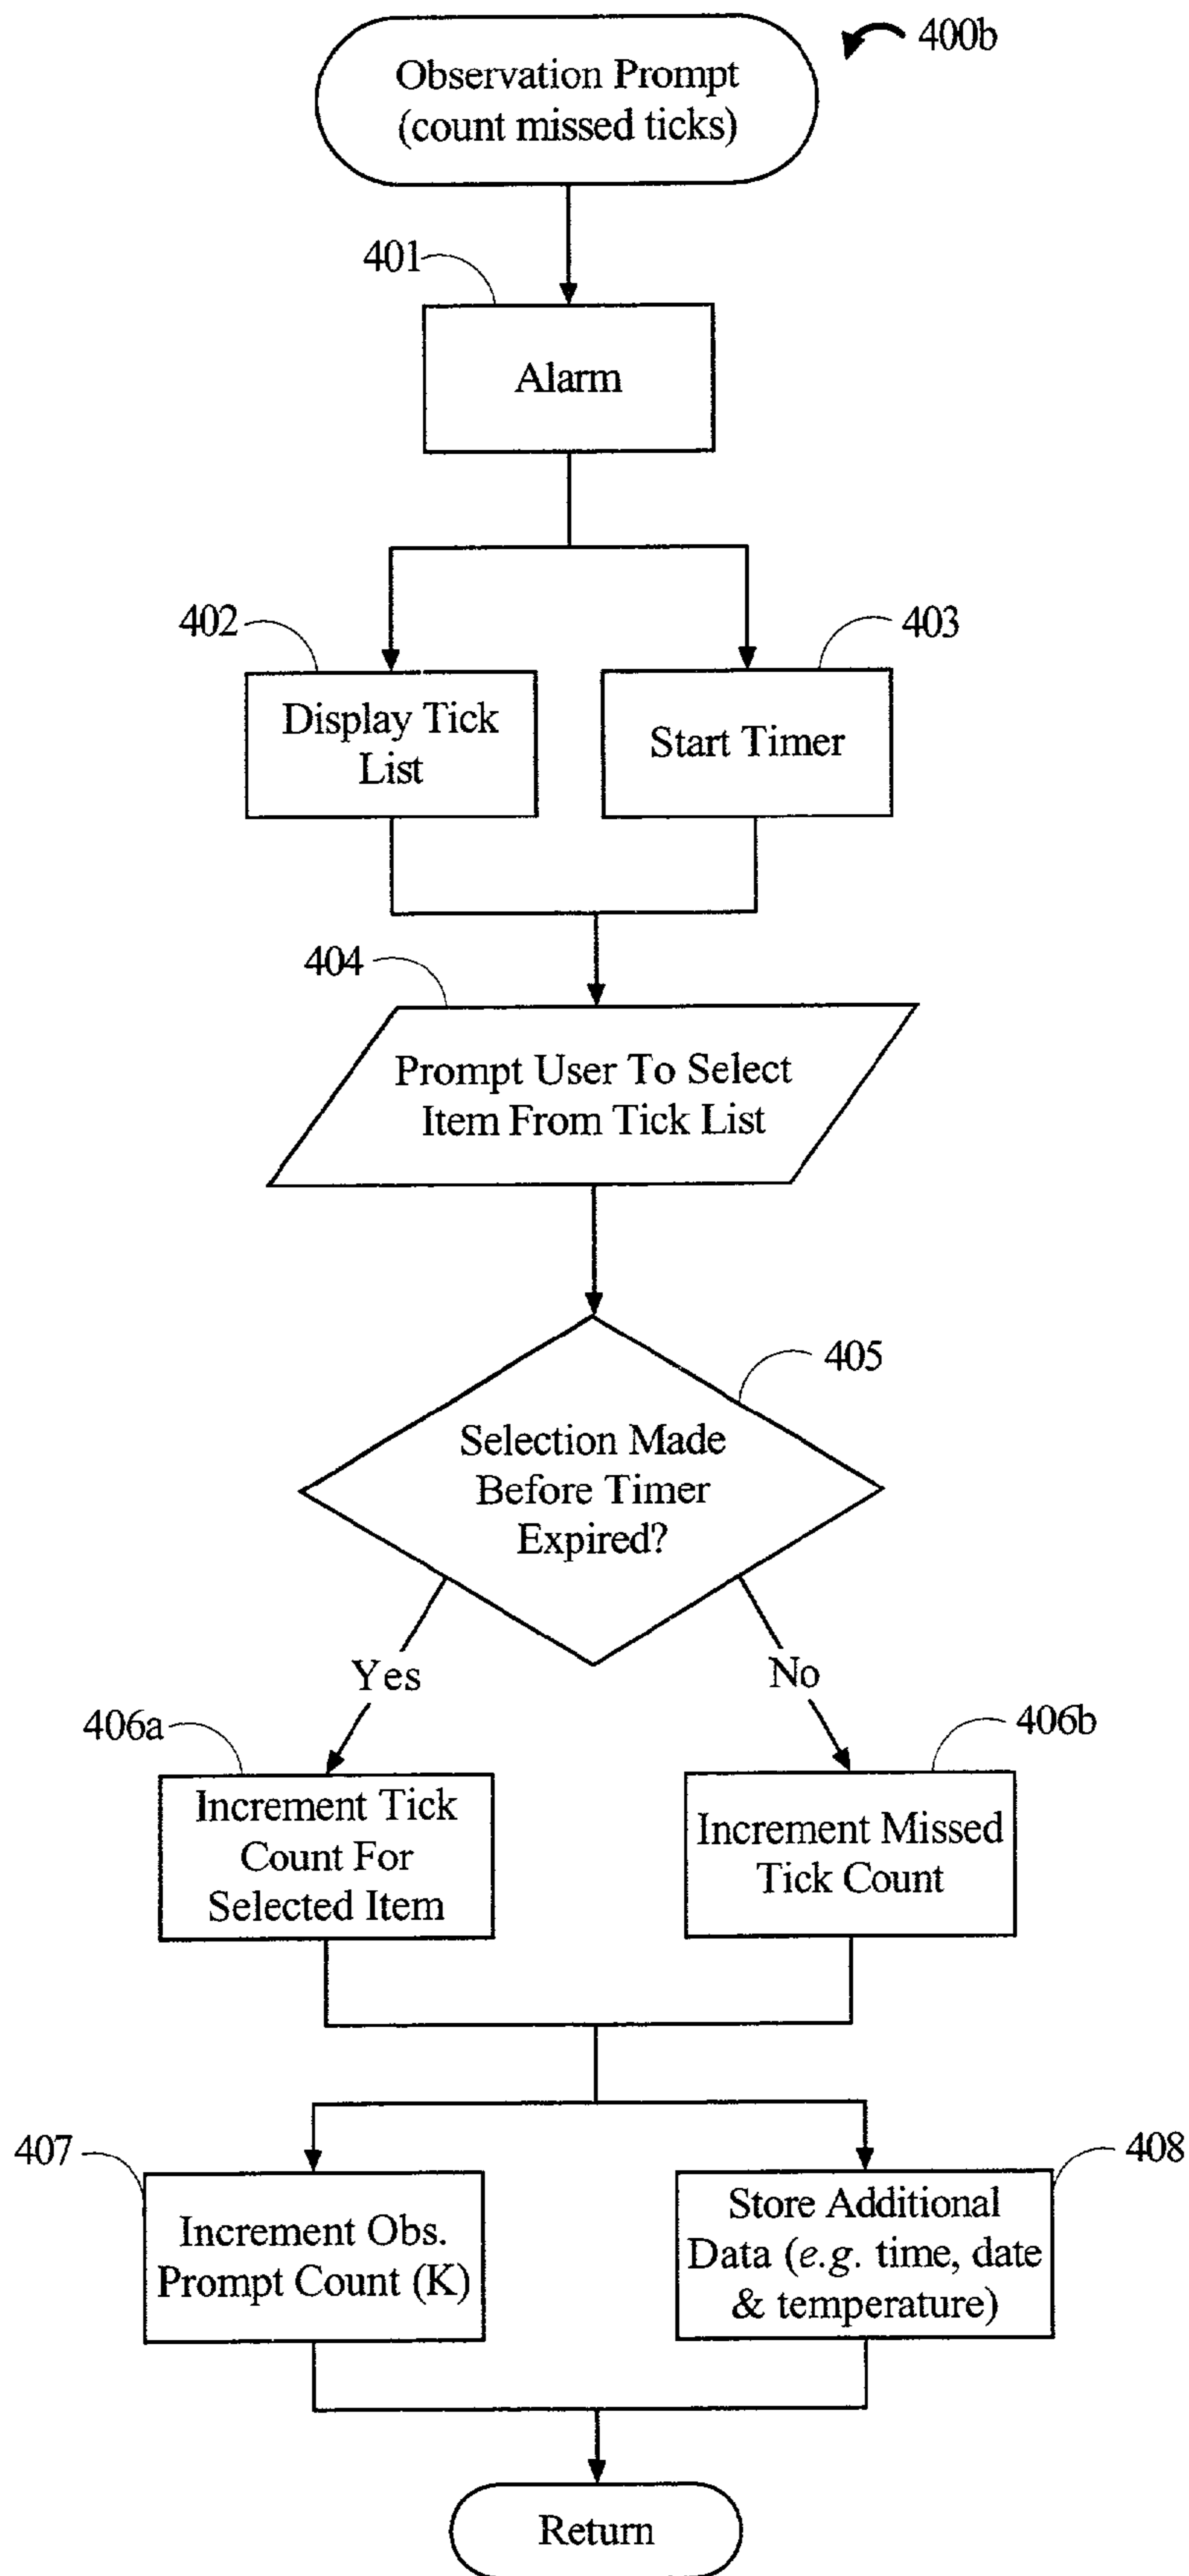 400b
Observation Prompt
(count missed ticks)
401
Alarm
402
403
Display Tick
List
Start Timer
404
Prompt User To Select
Item From Tick List
405
Selection Made
Before Timer
Expired?
Yes
No
406a
406b
Increment Tick
Count For
Selected Item
Increment Missed
Tick Count
407
408
Increment Obs.
Prompt Count (K)
Store Additional
Data (e.g. time, date
& temperature)
Return